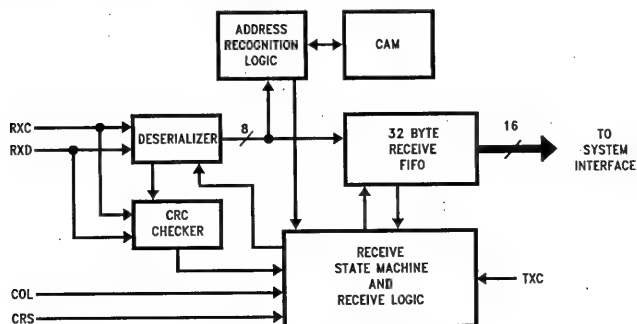 ADDRESS
RECOGNITION
LOGIC
CAM
RXC
RXD
DESERIALIZER
8
32 BYTE
RECEIVE
FIFO
16
TO
SYSTEM
INTERFACE
CRC
CHECKER
RECEIVE
STATE MACHINE
AND
RECEIVE LOGIC
TXC
COL
CRS